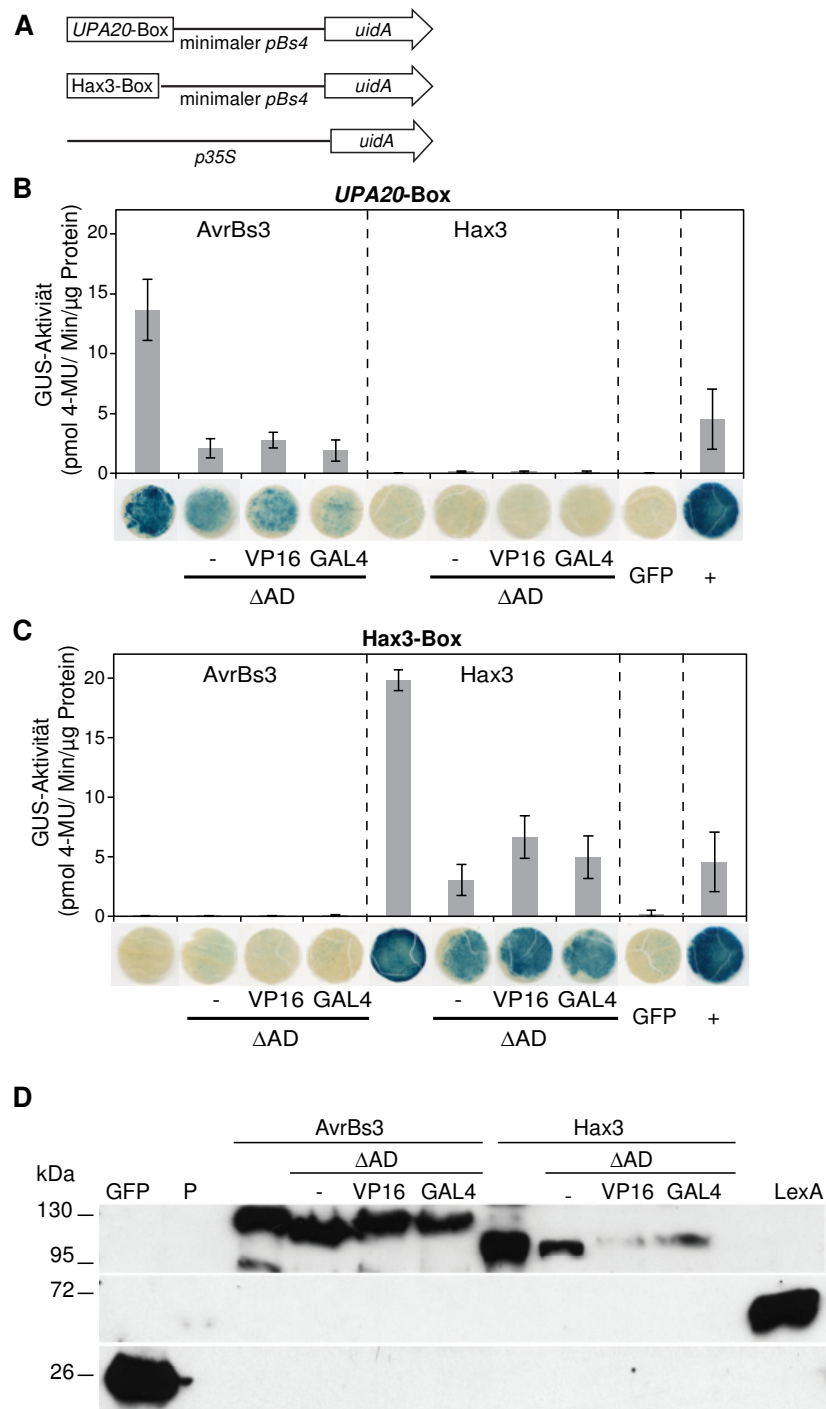 A
UPA20-Box
minimaler pBs4
uidA
Hax3-Box
minimaler pBs4
uidA
p35S
uidA
B
UPA20-Box
AvrBs3 Hax3
GUS-Aktiviät
(pmol 4-MU/ Min/µg Protein)
20
15
10
5
0
- VP16 GAL4 - VP16 GAL4 GFP +
ΔAD ΔAD
C
Hax3-Box
AvrBs3 Hax3
GUS-Aktivität
(pmol 4-MU/ Min/µg Protein)
20
15
10
5
0
- VP16 GAL4 - VP16 GAL4 GFP +
ΔAD ΔAD
D
AvrBs3 Hax3
ΔAD ΔAD
kDa
GFP P - VP16 GAL4 - VP16 GAL4 LexA
130
95
72
26